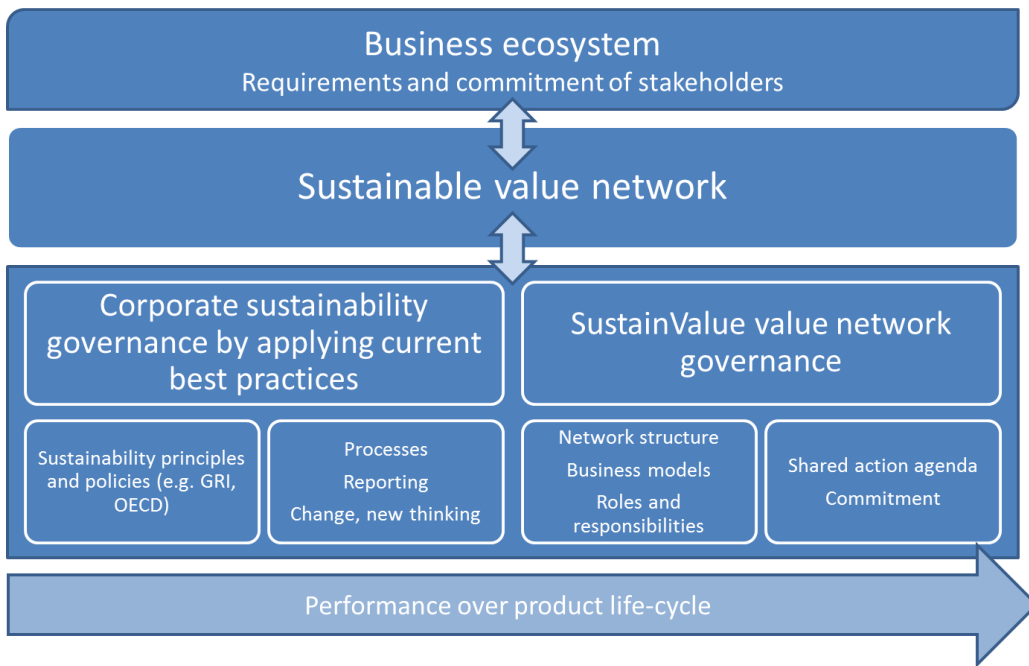 Business ecosystem
Requirements and commitment of stakeholders
Sustainable value network
Corporate sustainability
governance by applying current
best practices
SustainValue value network
governance
Sustainability principles
and policies (e.g. GRI,
OECD)
Processes
Reporting
Change, new thinking
Network structure
Business models
Roles and
responsibilities
Shared action agenda
Commitment
Performance over product life-cycle